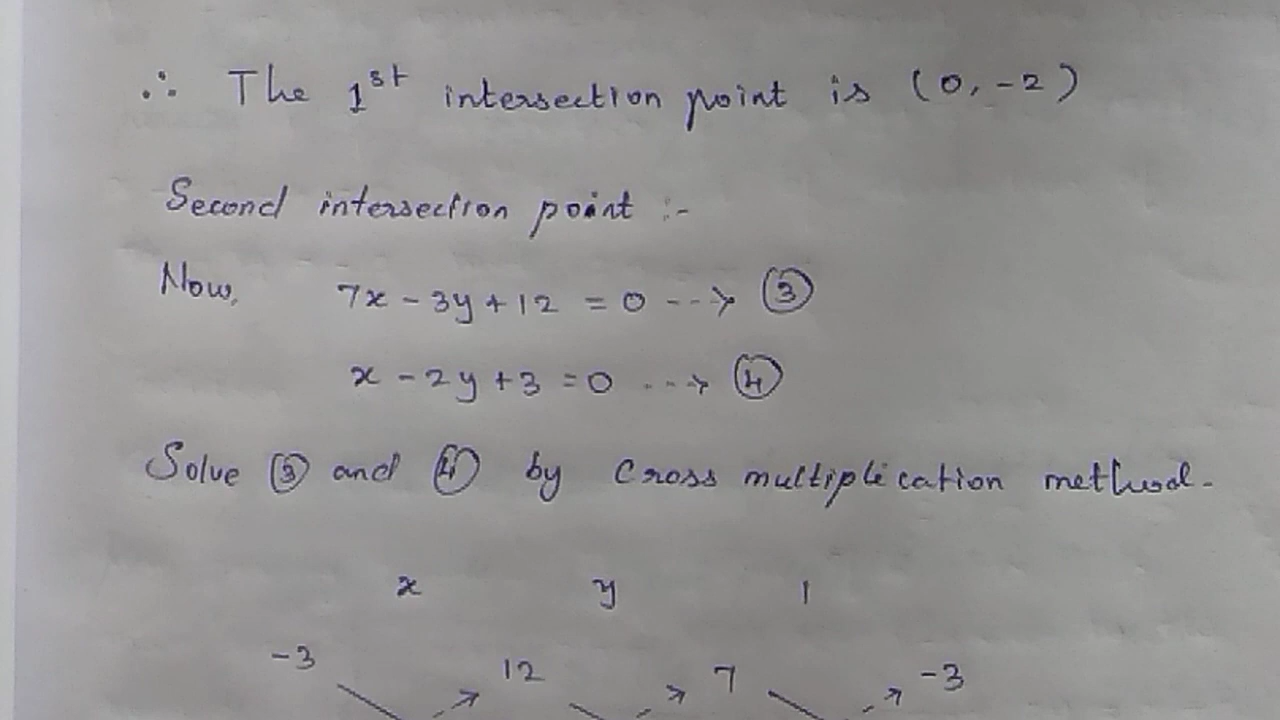 ∴ The 1st intersection point is (0, -2)
Second intersection point :-
Now, 7x - 3y + 12 = 0 --→ ③
x - 2y + 3 = 0 ---→ ④
Solve ③ and ④ by Cross multiplication method.
x y 1
-3 12 7 -3